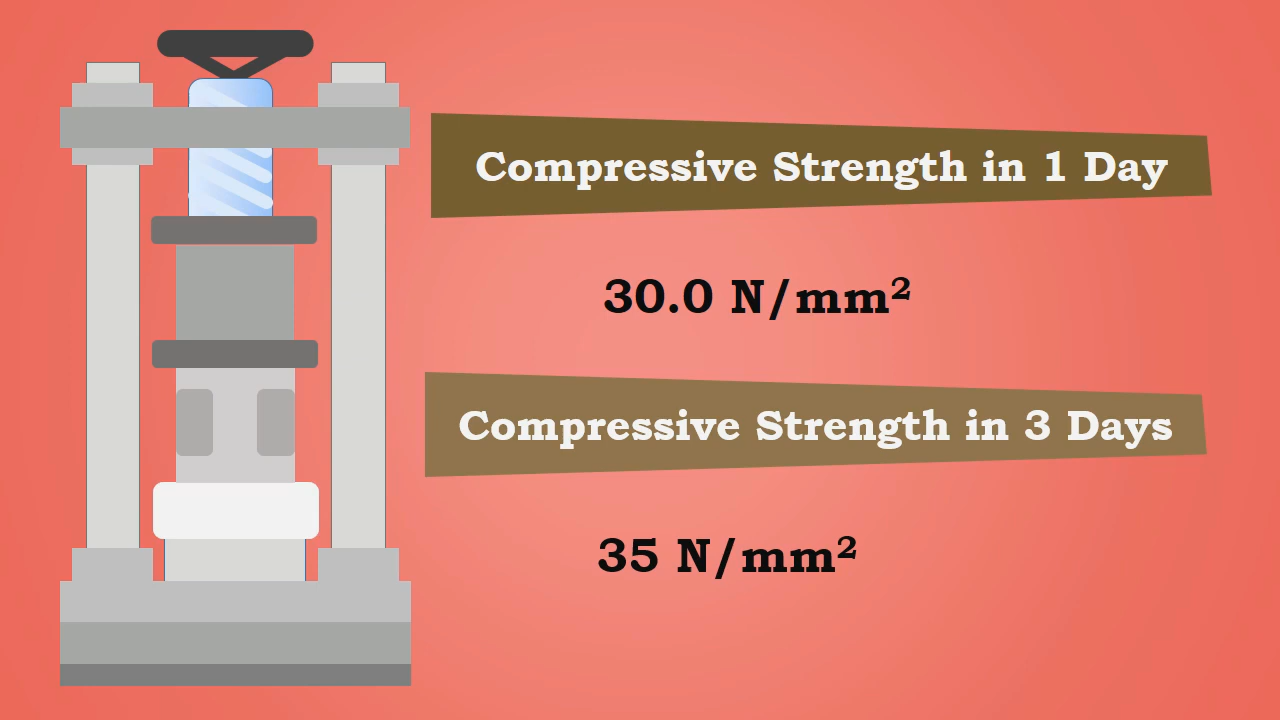 Compressive Strength in 1 Day
30.0 N/mm²
Compressive Strength in 3 Days
35 N/mm²